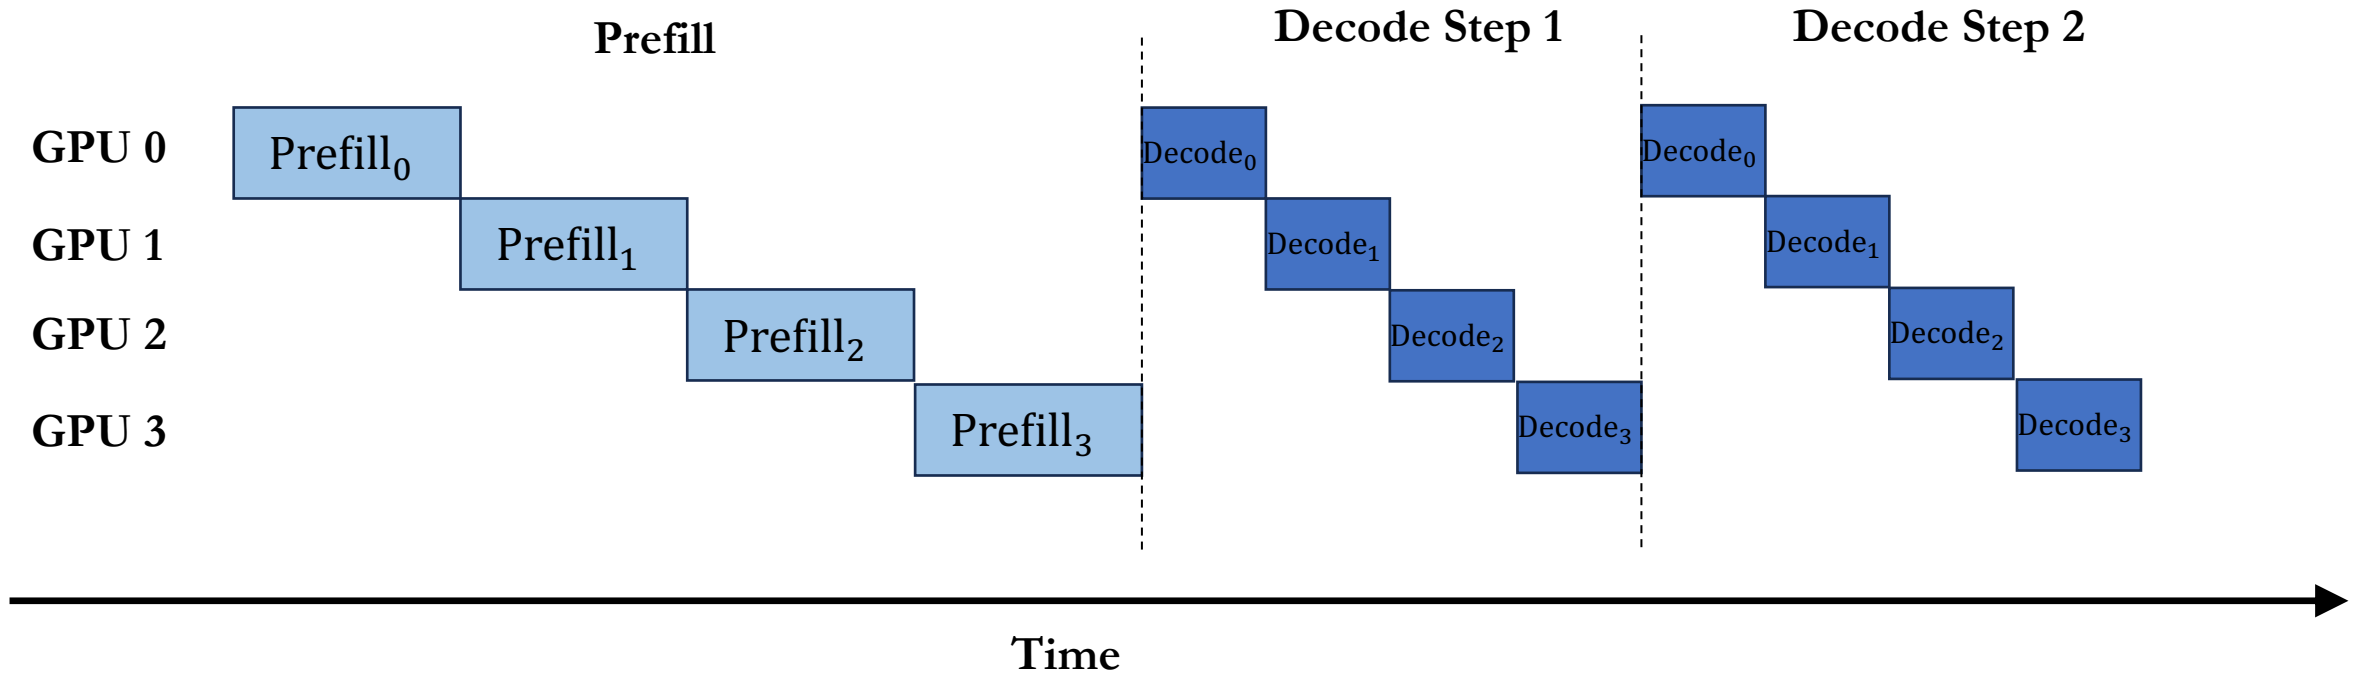 Prefill
Decode Step 1
Decode Step 2
GPU 0
Prefill₀
Decode₀
Decode₀
GPU 1
Prefill₁
Decode₁
Decode₁
GPU 2
Prefill₂
Decode₂
Decode₂
GPU 3
Prefill₃
Decode₃
Decode₃
Time